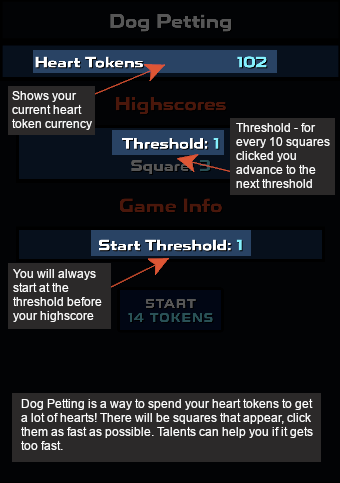 Dog Petting
Heart Tokens 102
Shows your
current heart
token currency
Highscores
Threshold: 1
Square: 3
Threshold - for
every 10 squares
clicked you
advance to the
next threshold
Game Info
Start Threshold: 1
You will always
start at the
threshold before
your highscore
START
14 TOKENS
Dog Petting is a way to spend your heart tokens to get
a lot of hearts! There will be squares that appear, click
them as fast as possible. Talents can help you if it gets
too fast.